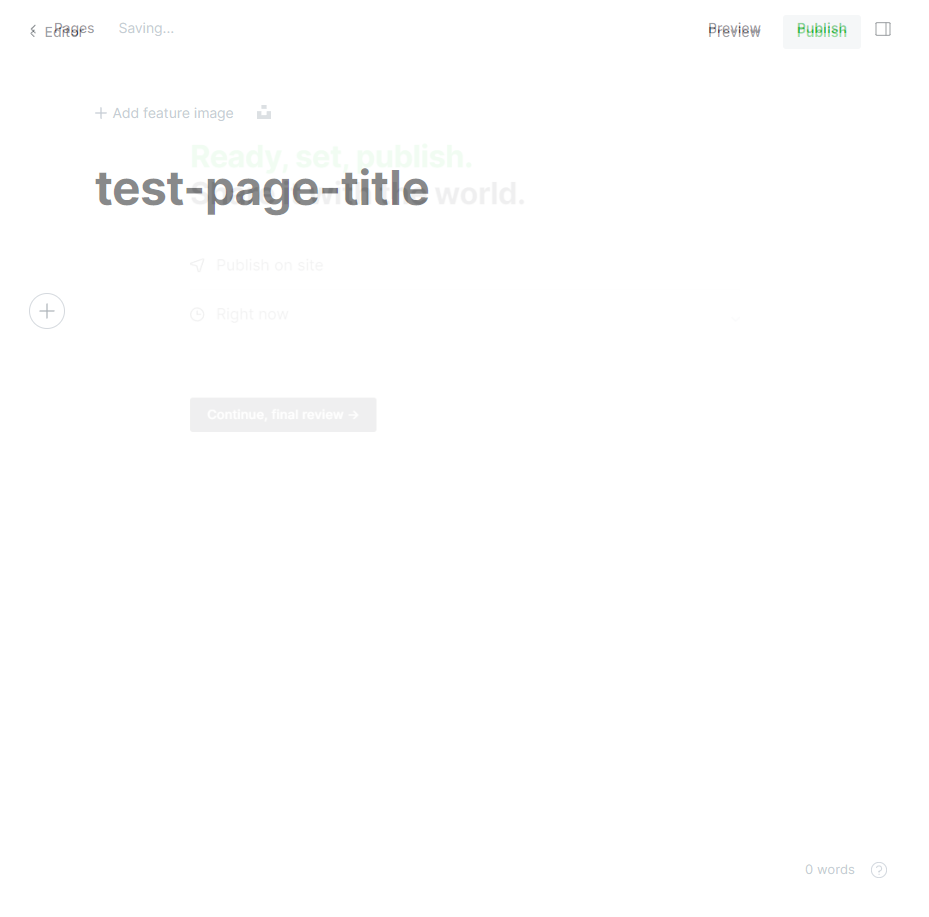 Editor
Pages
Saving...
Preview
Preview
Publish
Publish
Add feature image
Ready, set, publish.
test-page-title
world.
Publish on site
Right now
Continue, final review →
0 words